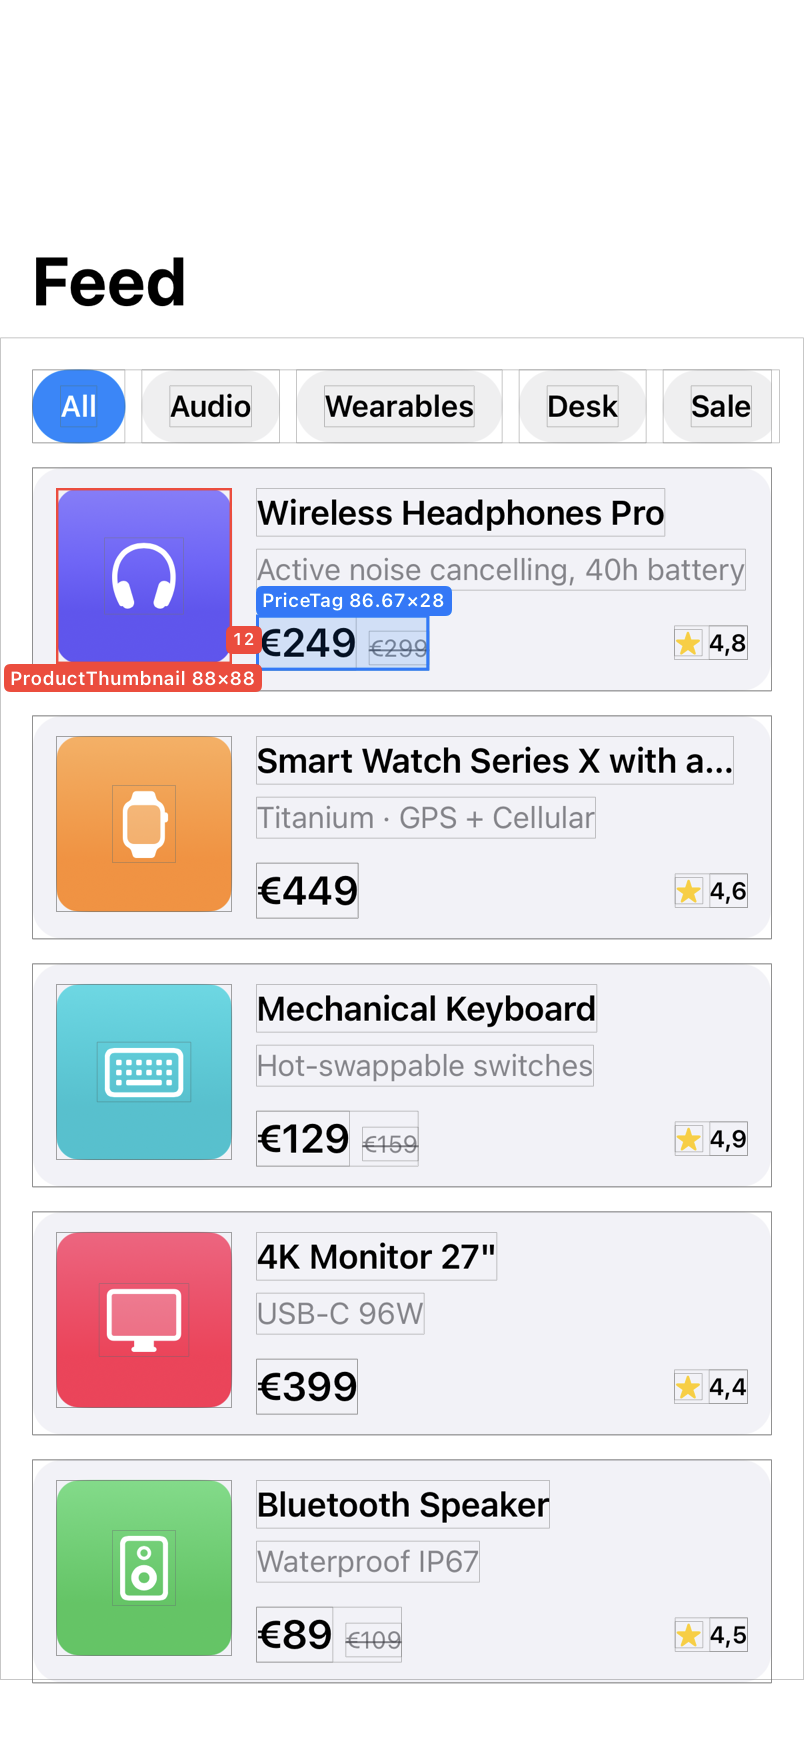 Feed
All Audio Wearables Desk Sale
Wireless Headphones Pro
Active noise cancelling, 40h battery
PriceTag 86.67×28
12
€249 €299 4,8
ProductThumbnail 88×88
Smart Watch Series X with a...
Titanium · GPS + Cellular
€449 4,6
Mechanical Keyboard
Hot-swappable switches
€129 €159 4,9
4K Monitor 27"
USB-C 96W
€399 4,4
Bluetooth Speaker
Waterproof IP67
€89 €109 4,5